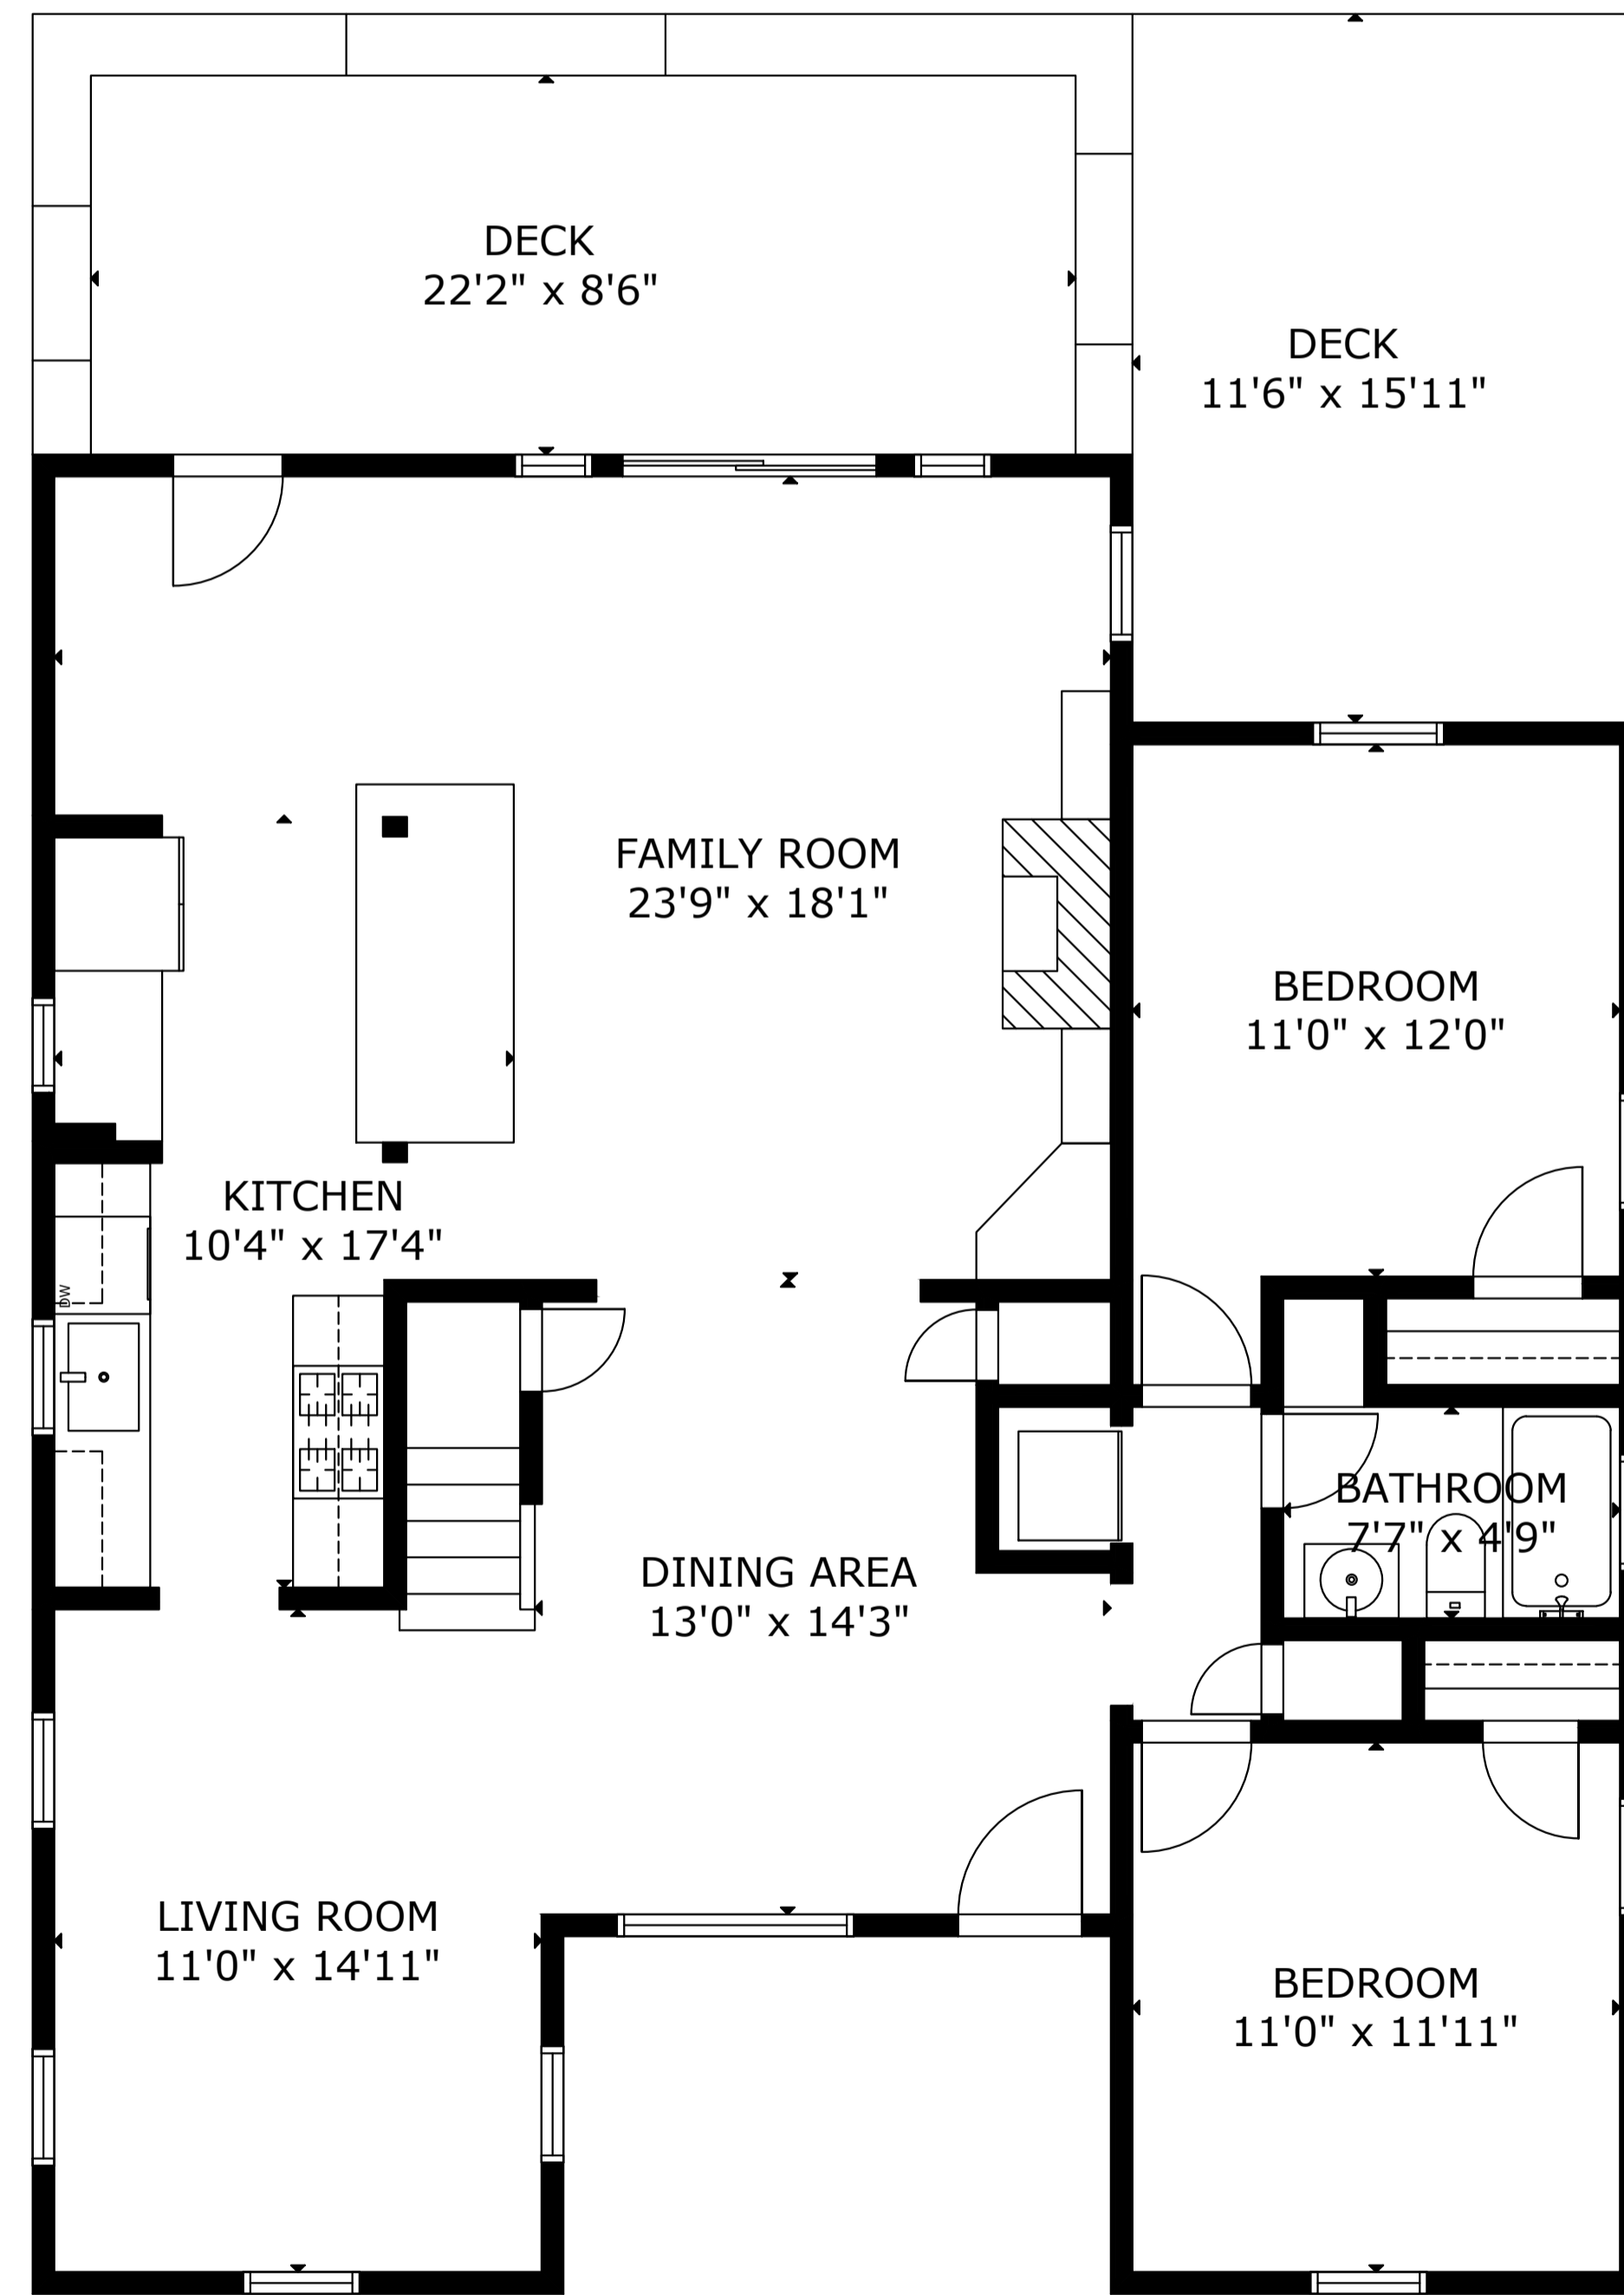 DECK
22'2" x 8'6"
DECK
11'6" x 15'11"
FAMILY ROOM
23'9" x 18'1"
BEDROOM
11'0" x 12'0"
KITCHEN
10'4" x 17'4"
DW
BATHROOM
7'7" x 4'9"
DINING AREA
13'0" x 14'3"
LIVING ROOM
11'0" x 14'11"
BEDROOM
11'0" x 11'11"